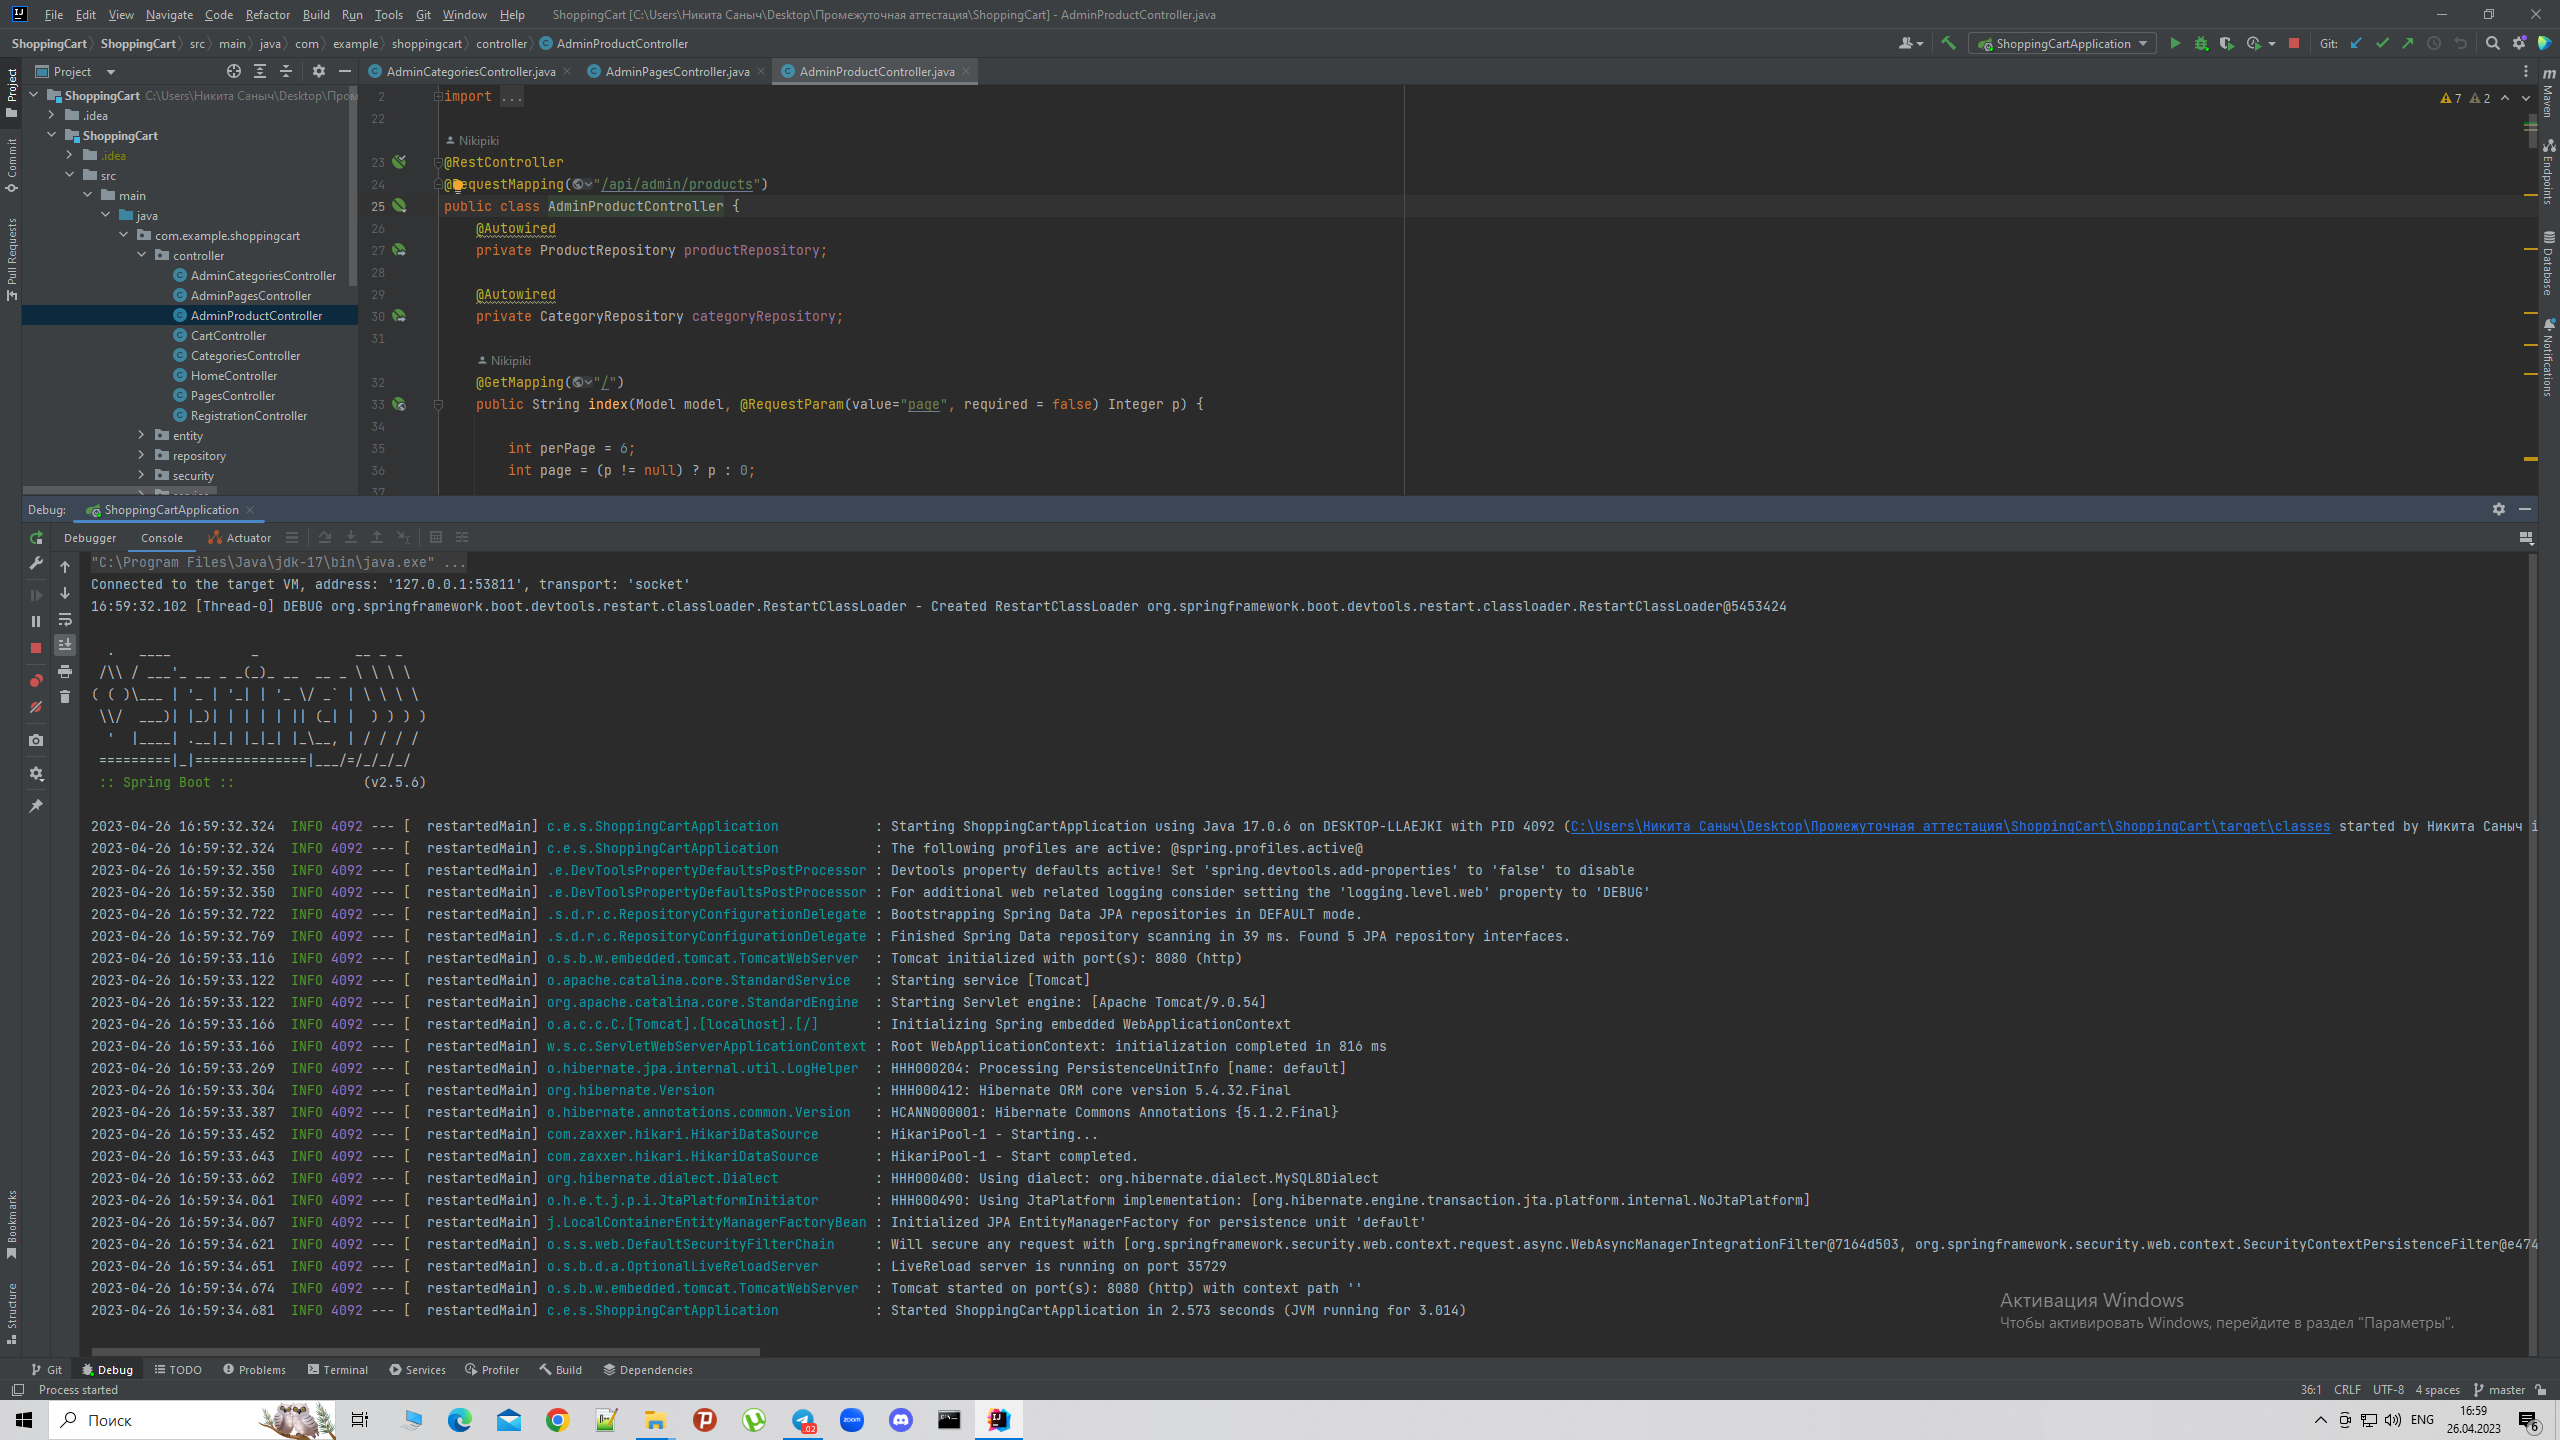 File Edit View Navigate Code Refactor Build Run Tools Git Window Help ShoppingCart [C:\Users\Никита Саныч\Desktop\Промежуточная аттестация\ShoppingCart] - AdminProductController.java
ShoppingCart ShoppingCart src main java com example shoppingcart controller AdminProductController ShoppingCartApplication Git:
Project AdminCategoriesController.java AdminPagesController.java AdminProductController.java
Project
Commit
Pull Requests
Bookmarks
Structure
Maven
Endpoints
Database
Notifications
ShoppingCart C:\Users\Никита Саныч\Desktop\Пром
.idea
ShoppingCart
.idea
src
main
java
com.example.shoppingcart
controller
AdminCategoriesController
AdminPagesController
AdminProductController
CartController
CategoriesController
HomeController
PagesController
RegistrationController
entity
repository
security
7 2
2 import ...
22
Nikipiki
23 @RestController
24 @RequestMapping("/api/admin/products")
25 public class AdminProductController {
26 @Autowired
27 private ProductRepository productRepository;
28
29 @Autowired
30 private CategoryRepository categoryRepository;
31
Nikipiki
32 @GetMapping("/")
33 public String index(Model model, @RequestParam(value="page", required = false) Integer p) {
34
35 int perPage = 6;
36 int page = (p != null) ? p : 0;
37
Debug: ShoppingCartApplication
Debugger Console Actuator
"C:\Program Files\Java\jdk-17\bin\java.exe" ...
Connected to the target VM, address: '127.0.0.1:53811', transport: 'socket'
16:59:32.102 [Thread-0] DEBUG org.springframework.boot.devtools.restart.classloader.RestartClassLoader - Created RestartClassLoader org.springframework.boot.devtools.restart.classloader.RestartClassLoader@5453424
  .   ____          _            __ _ _
 /\\ / ___'_ __ _ _(_)_ __  __ _ \ \ \ \
( ( )\___ | '_ | '_| | '_ \/ _` | \ \ \ \
 \\/  ___)| |_)| | | | | || (_| |  ) ) ) )
  '  |____| .__|_| |_|_| |_\__, | / / / /
 =========|_|==============|___/=/_/_/_/
 :: Spring Boot ::                (v2.5.6)
2023-04-26 16:59:32.324 INFO 4092 --- [ restartedMain] c.e.s.ShoppingCartApplication : Starting ShoppingCartApplication using Java 17.0.6 on DESKTOP-LLAEJKI with PID 4092 (C:\Users\Никита Саныч\Desktop\Промежуточная аттестация\ShoppingCart\ShoppingCart\target\classes started by Никита Саныч i
2023-04-26 16:59:32.324 INFO 4092 --- [ restartedMain] c.e.s.ShoppingCartApplication : The following profiles are active: @spring.profiles.active@
2023-04-26 16:59:32.350 INFO 4092 --- [ restartedMain] .e.DevToolsPropertyDefaultsPostProcessor : Devtools property defaults active! Set 'spring.devtools.add-properties' to 'false' to disable
2023-04-26 16:59:32.350 INFO 4092 --- [ restartedMain] .e.DevToolsPropertyDefaultsPostProcessor : For additional web related logging consider setting the 'logging.level.web' property to 'DEBUG'
2023-04-26 16:59:32.722 INFO 4092 --- [ restartedMain] .s.d.r.c.RepositoryConfigurationDelegate : Bootstrapping Spring Data JPA repositories in DEFAULT mode.
2023-04-26 16:59:32.769 INFO 4092 --- [ restartedMain] .s.d.r.c.RepositoryConfigurationDelegate : Finished Spring Data repository scanning in 39 ms. Found 5 JPA repository interfaces.
2023-04-26 16:59:33.116 INFO 4092 --- [ restartedMain] o.s.b.w.embedded.tomcat.TomcatWebServer : Tomcat initialized with port(s): 8080 (http)
2023-04-26 16:59:33.122 INFO 4092 --- [ restartedMain] o.apache.catalina.core.StandardService : Starting service [Tomcat]
2023-04-26 16:59:33.122 INFO 4092 --- [ restartedMain] org.apache.catalina.core.StandardEngine : Starting Servlet engine: [Apache Tomcat/9.0.54]
2023-04-26 16:59:33.166 INFO 4092 --- [ restartedMain] o.a.c.c.C.[Tomcat].[localhost].[/] : Initializing Spring embedded WebApplicationContext
2023-04-26 16:59:33.166 INFO 4092 --- [ restartedMain] w.s.c.ServletWebServerApplicationContext : Root WebApplicationContext: initialization completed in 816 ms
2023-04-26 16:59:33.269 INFO 4092 --- [ restartedMain] o.hibernate.jpa.internal.util.LogHelper : HHH000204: Processing PersistenceUnitInfo [name: default]
2023-04-26 16:59:33.304 INFO 4092 --- [ restartedMain] org.hibernate.Version : HHH000412: Hibernate ORM core version 5.4.32.Final
2023-04-26 16:59:33.387 INFO 4092 --- [ restartedMain] o.hibernate.annotations.common.Version : HCANN000001: Hibernate Commons Annotations {5.1.2.Final}
2023-04-26 16:59:33.452 INFO 4092 --- [ restartedMain] com.zaxxer.hikari.HikariDataSource : HikariPool-1 - Starting...
2023-04-26 16:59:33.643 INFO 4092 --- [ restartedMain] com.zaxxer.hikari.HikariDataSource : HikariPool-1 - Start completed.
2023-04-26 16:59:33.662 INFO 4092 --- [ restartedMain] org.hibernate.dialect.Dialect : HHH000400: Using dialect: org.hibernate.dialect.MySQL8Dialect
2023-04-26 16:59:34.061 INFO 4092 --- [ restartedMain] o.h.e.t.j.p.i.JtaPlatformInitiator : HHH000490: Using JtaPlatform implementation: [org.hibernate.engine.transaction.jta.platform.internal.NoJtaPlatform]
2023-04-26 16:59:34.067 INFO 4092 --- [ restartedMain] j.LocalContainerEntityManagerFactoryBean : Initialized JPA EntityManagerFactory for persistence unit 'default'
2023-04-26 16:59:34.621 INFO 4092 --- [ restartedMain] o.s.s.web.DefaultSecurityFilterChain : Will secure any request with [org.springframework.security.web.context.request.async.WebAsyncManagerIntegrationFilter@7164d503, org.springframework.security.web.context.SecurityContextPersistenceFilter@e474
2023-04-26 16:59:34.651 INFO 4092 --- [ restartedMain] o.s.b.d.a.OptionalLiveReloadServer : LiveReload server is running on port 35729
2023-04-26 16:59:34.674 INFO 4092 --- [ restartedMain] o.s.b.w.embedded.tomcat.TomcatWebServer : Tomcat started on port(s): 8080 (http) with context path ''
2023-04-26 16:59:34.681 INFO 4092 --- [ restartedMain] c.e.s.ShoppingCartApplication : Started ShoppingCartApplication in 2.573 seconds (JVM running for 3.014)
Активация Windows
Чтобы активировать Windows, перейдите в раздел "Параметры".
Git Debug TODO Problems Terminal Services Profiler Build Dependencies
Process started 36:1 CRLF UTF-8 4 spaces master
Поиск zoom ENG 16:59
26.04.2023 6